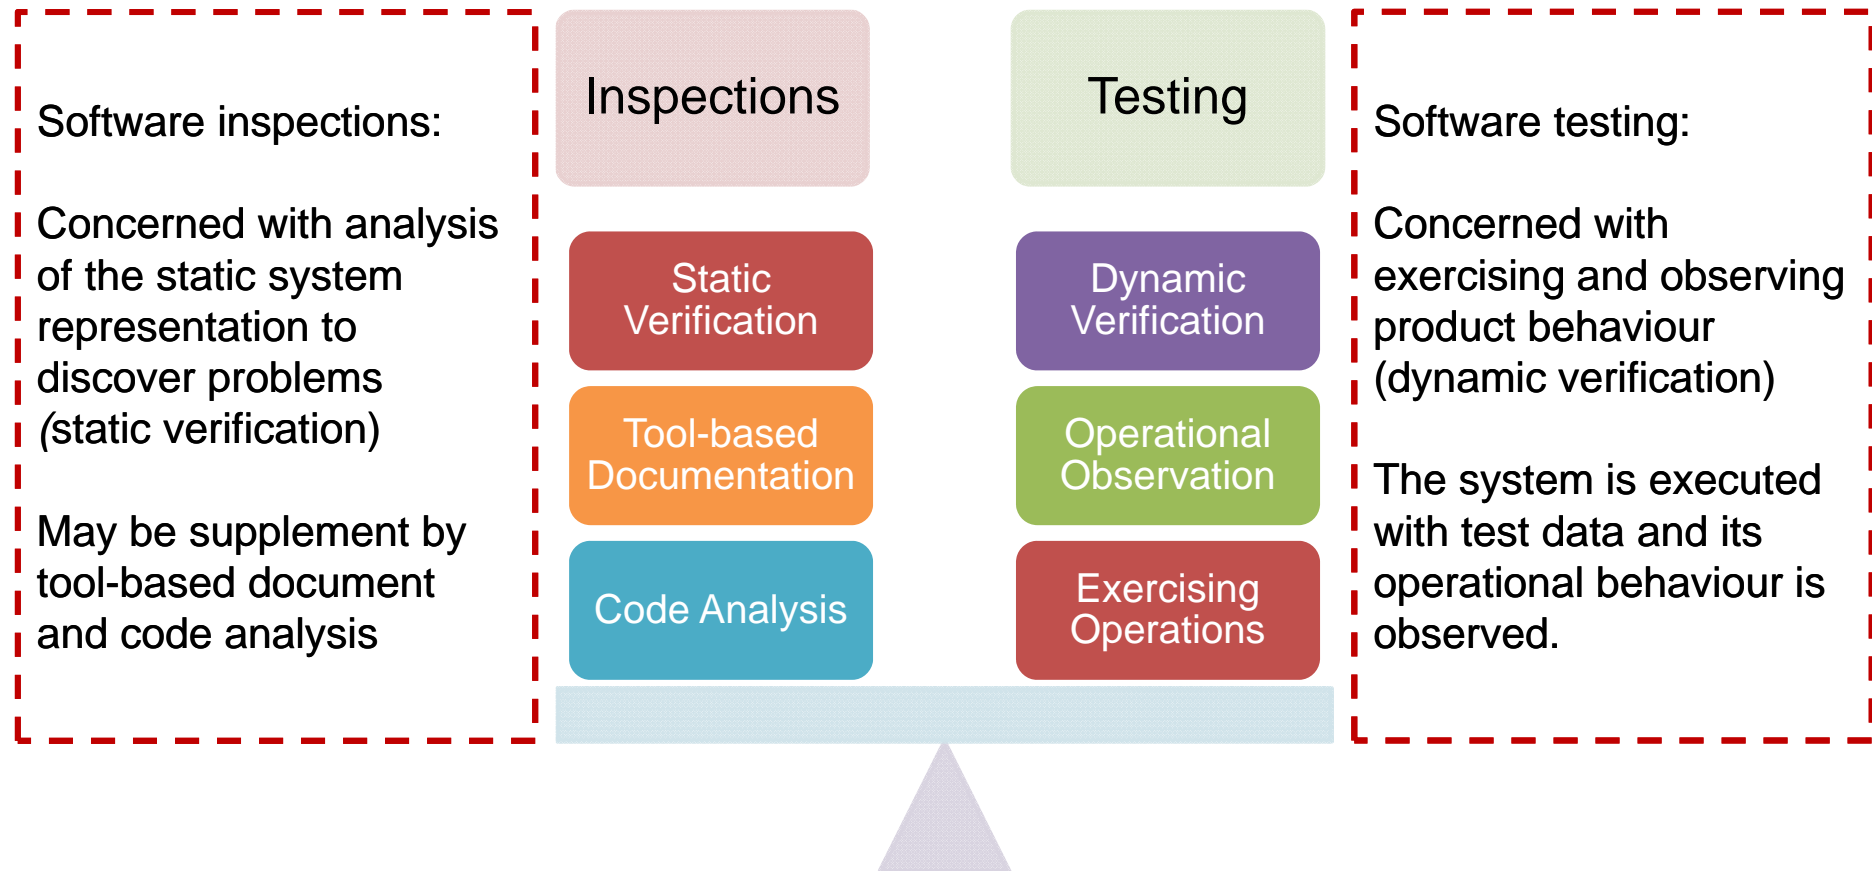 Software inspections:
Concerned with analysis
of the static system
representation to
discover problems
(static verification)
May be supplement by
tool-based document
and code analysis
Inspections
Static
Verification
Tool-based
Documentation
Code Analysis
Testing
Dynamic
Verification
Operational
Observation
Exercising
Operations
Software testing:
Concerned with
exercising and observing
product behaviour
(dynamic verification)
The system is executed
with test data and its
operational behaviour is
observed.